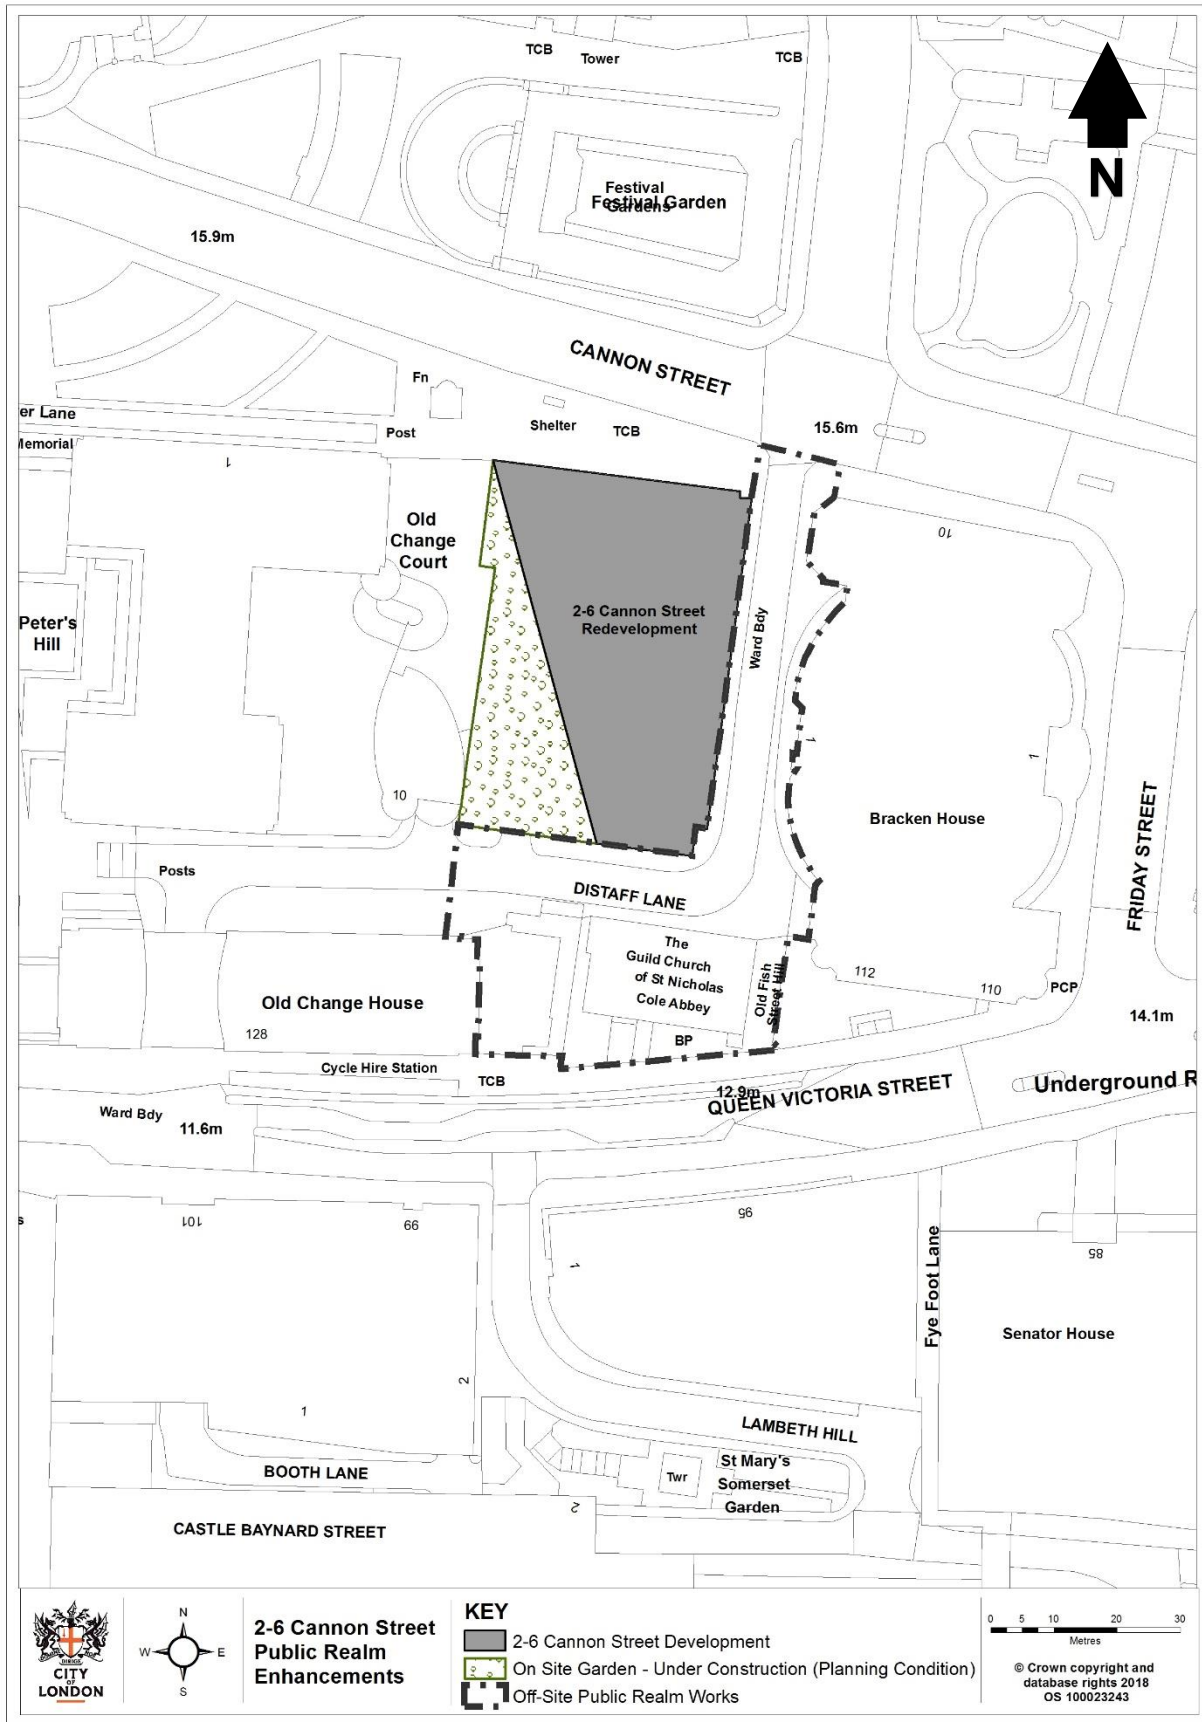 TCB
Tower
TCB
N
Festival
Gardens
Festival Garden
15.9m
CANNON STREET
Fn
er Lane
Memorial
Post
Shelter
TCB
15.6m
1
10
Old
Change
Court
2-6 Cannon Street
Redevelopment
Ward Bdy
Peter's
Hill
1
1
10
Bracken House
FRIDAY STREET
Posts
DISTAFF LANE
The
Guild Church
of St Nicholas
Cole Abbey
Old Fish
Street Hill
112
110
PCP
Old Change House
128
14.1m
BP
Cycle Hire Station
TCB
12.9m
QUEEN VICTORIA STREET
Underground R
Ward Bdy
11.6m
s
101
99
95
85
1
Fye Foot Lane
Senator House
2
1
LAMBETH HILL
BOOTH LANE
Twr
St Mary's
Somerset
Garden
2
CASTLE BAYNARD STREET
CITY
OF
LONDON
N
W
E
S
2-6 Cannon Street
Public Realm
Enhancements
KEY
2-6 Cannon Street Development
On Site Garden - Under Construction (Planning Condition)
Off-Site Public Realm Works
0 5 10 20 30
Metres
© Crown copyright and
database rights 2018
OS 100023243